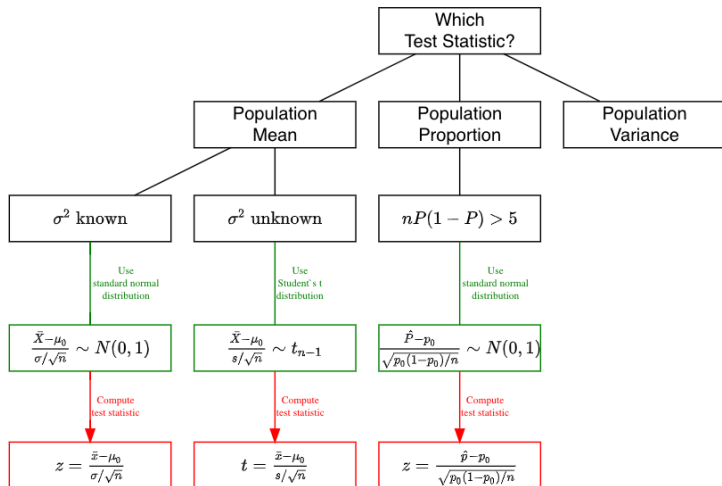 Which
Test Statistic?
Population
Mean
Population
Proportion
Population
Variance
σ² known
σ² unknown
nP(1 − P) > 5
Use
standard normal
distribution
Use
Student`s t
distribution
Use
standard normal
distribution
X̄−μ₀ / σ/√n ∼ N(0, 1)
X̄−μ₀ / s/√n ∼ tₙ₋₁
P̂−p₀ / √p₀(1−p₀)/n ∼ N(0, 1)
Compute
test statistic
Compute
test statistic
Compute
test statistic
z = x̄−μ₀ / σ/√n
t = x̄−μ₀ / s/√n
z = p̂−p₀ / √p₀(1−p₀)/n